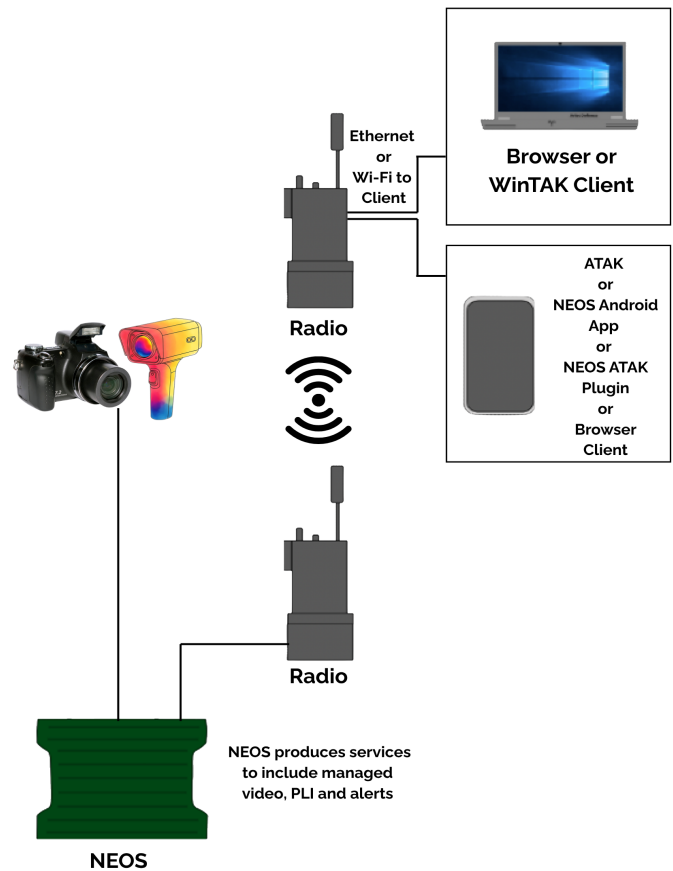 Ethernet
or
Wi-Fi to
Client
Browser or
WinTAK Client
Radio
ATAK
or
NEOS Android
App
or
NEOS ATAK
Plugin
or
Browser
Client
Radio
NEOS produces services
to include managed
video, PLI and alerts
NEOS